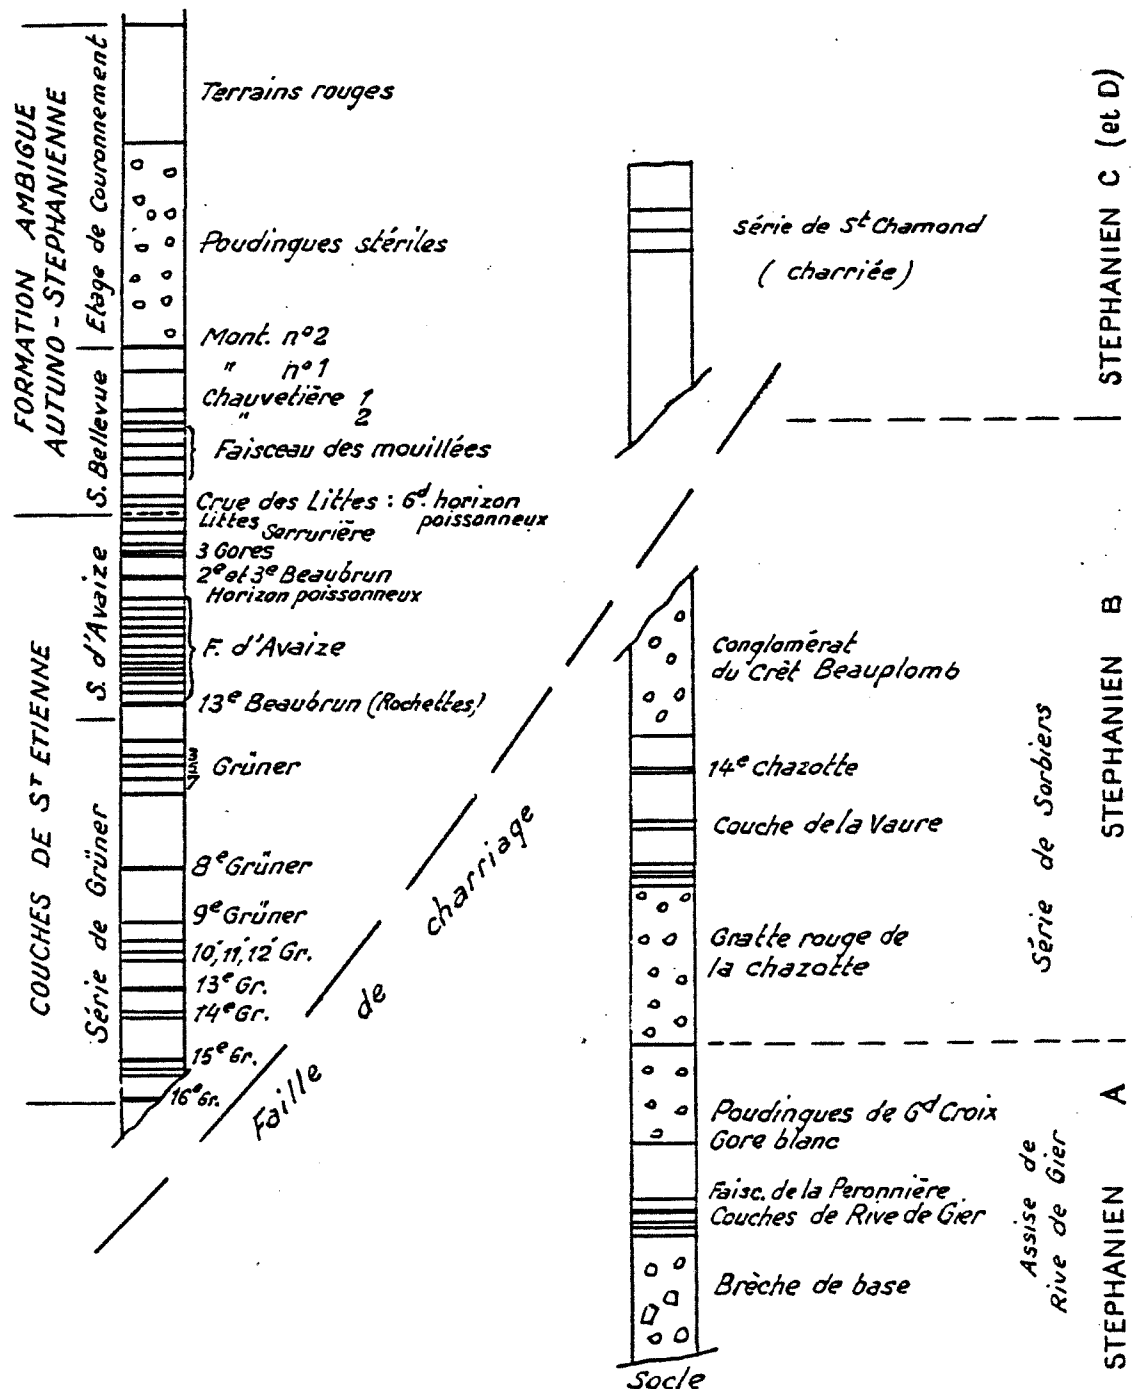 FORMATION AMBIGUE
AUTUNO - STEPHANIENNE
Etage de Couronnement
S. Bellevue
Terrains rouges
Poudingues stériles
Mont. n° 2
" n° 1
Chauvetière 1
" 2
Faisceau des mouillées
Crue des Littes : 6d. horizon
poissonneux
Littes Serrurière
3 Gores
2e et 3e Beaubrun
Horizon poissonneux
F. d'Avaize
13e Beaubrun (Rochettes)
COUCHES DE ST ETIENNE
S. d'Avaize
Série de Grüner
Grüner
8e Grüner
9e Grüner
10', 11', 12' Gr.
13e Gr.
14e Gr.
15e Gr.
16e Gr.
Faille de charriage
série de St Chamond
( charriée )
Conglomérat
du Crêt Beauplomb
14e chazotte
Couche de la Vaure
Gratte rouge de
la chazotte
Poudingues de Gd Croix
Gore blanc
Faisc. de la Peronnière
Couches de Rive de Gier
Brèche de base
Socle
Série de Sorbiers
Assise de
Rive de Gier
STEPHANIEN C (et D)
STEPHANIEN B
STEPHANIEN A